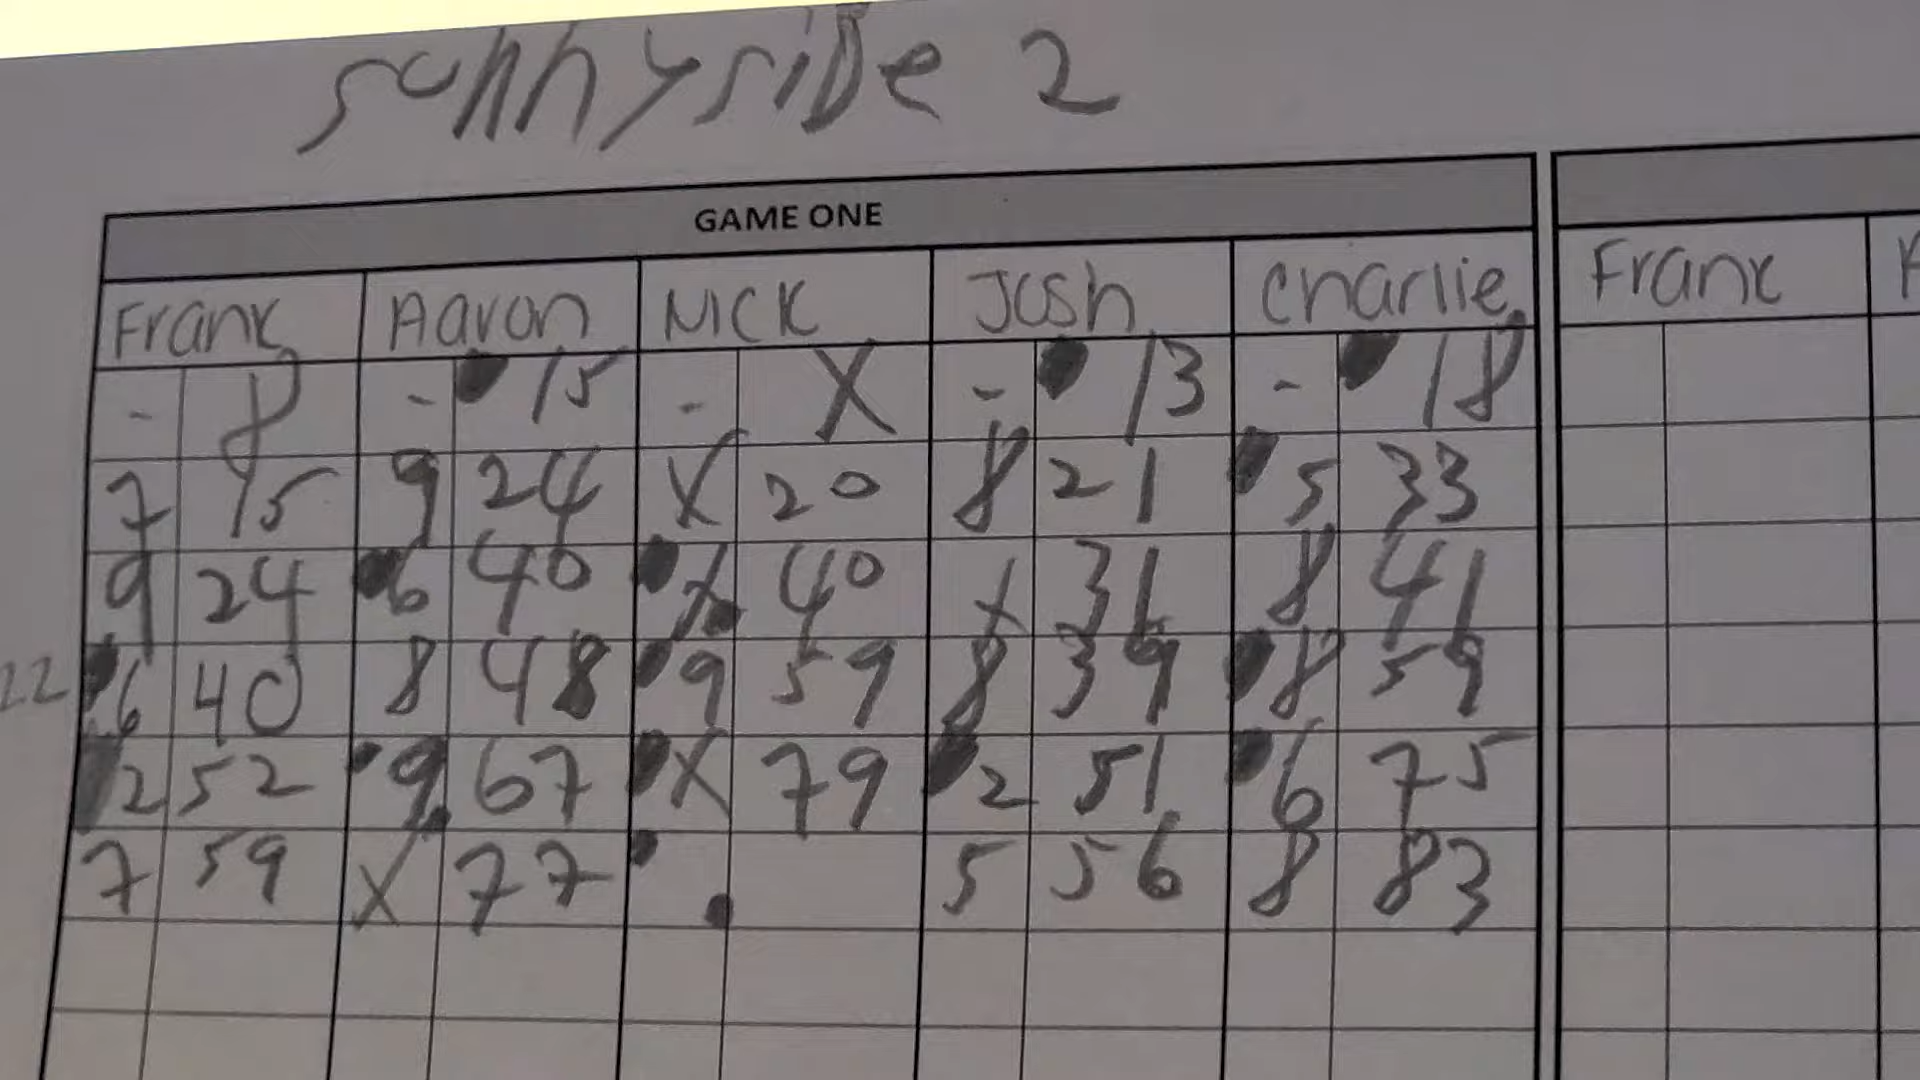 sunnyside 2
GAME ONE
Frank Aaron Nick Josh Charlie Frank
- 8 - 15 - X - 13 - 18
7 15 9 24 X 20 8 21 5 33
9 24 6 40 X 40 X 31 8 41
22 6 40 8 48 9 59 8 39 8 59
2 52 9 67 X 79 2 51 6 75
7 59 X 77 5 56 8 83